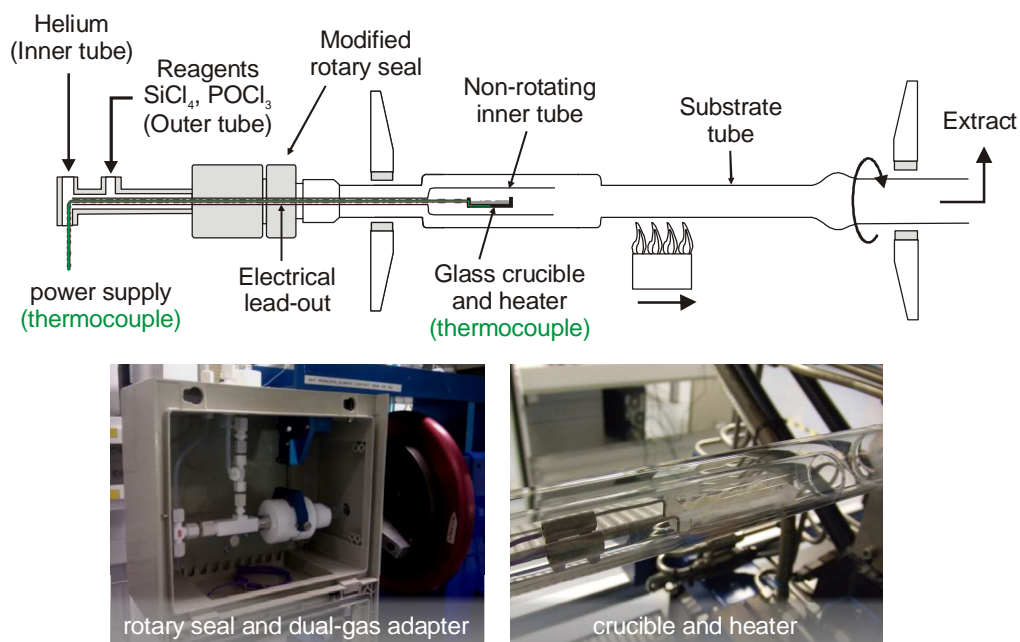 Helium
(Inner tube)
Reagents
SiCl4, POCl3
(Outer tube)
Modified
rotary seal
Non-rotating
inner tube
Substrate
tube
Extract
power supply
(thermocouple)
Electrical
lead-out
Glass crucible
and heater
(thermocouple)
rotary seal and dual-gas adapter
crucible and heater